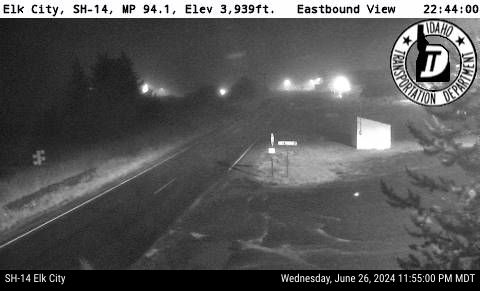 Elk City, SH-14, MP 94.1, Elev 3,939ft. Eastbound View 22:44:00
IDAHO
TRANSPORTATION DEPARTMENT
SH-14 Elk City Wednesday, June 26, 2024 11:55:00 PM MDT